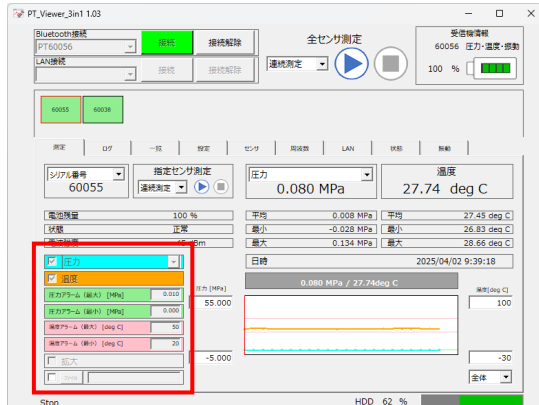 PT_Viewer_3in1 1.03
Bluetooth接続
PT60056
接続
接続解除
LAN接続
接続
接続解除
全センサ測定
連続測定
受信機情報
60056 圧力・温度・振動
100 %
60055
60038
測定
ログ
一覧
設定
センサ
周波数
LAN
状態
振動
シリアル番号
60055
指定センサ測定
連続測定
圧力
0.080 MPa
温度
27.74 deg C
電池残量 100 %
状態 正常
平均 0.008 MPa
最小 -0.028 MPa
最大 0.134 MPa
平均 27.45 deg C
最小 26.83 deg C
最大 28.66 deg C
日時 2025/04/02 9:39:18
圧力
温度
圧力アラーム (最大) [MPa] 0.010
圧力アラーム (最小) [MPa] 0.000
温度アラーム (最大) [deg C] 50
温度アラーム (最小) [deg C] 20
拡大
圧力 [MPa]
55.000
-5.000
0.080 MPa / 27.74deg C
温度[deg C]
100
-30
全体
Stop
HDD 62 %